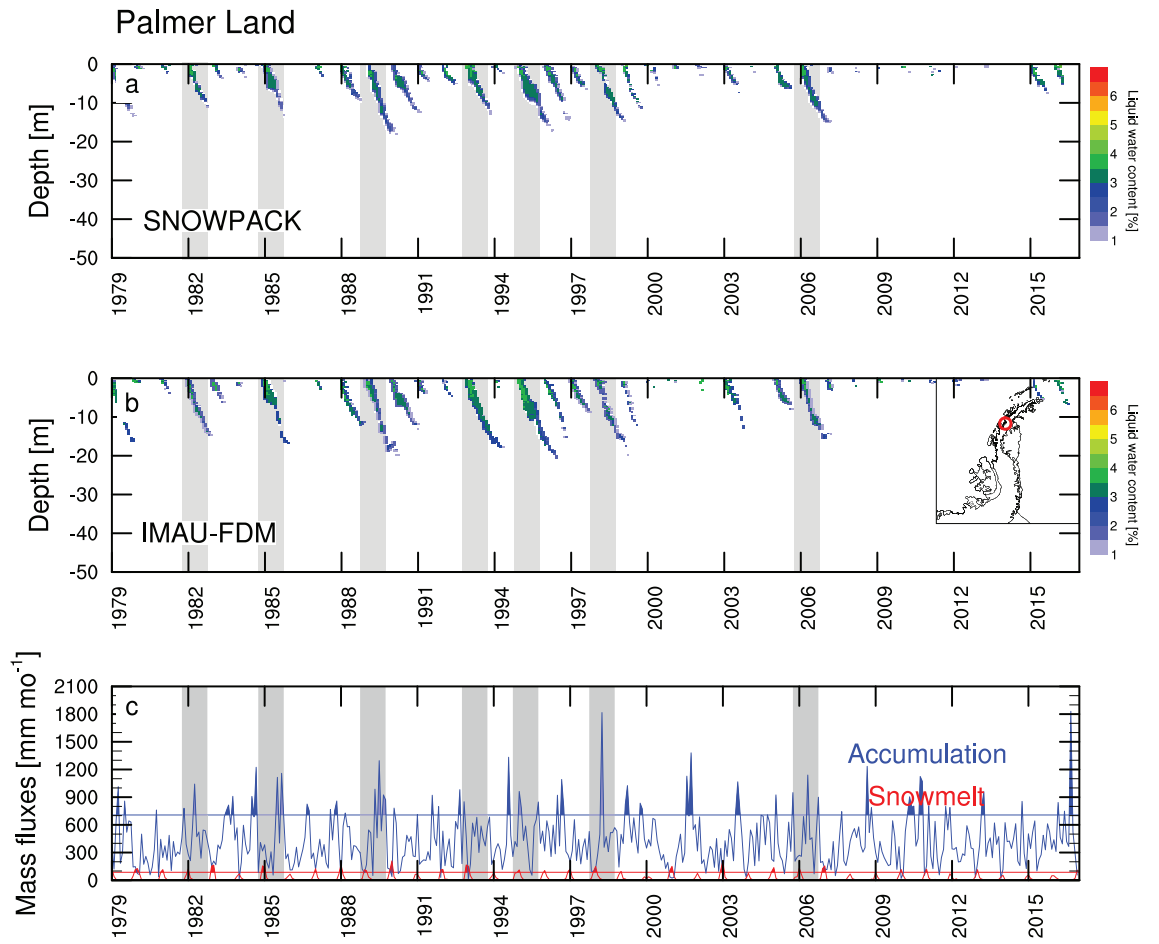 Palmer Land
a
0
-10
-20
-30
-40
-50
Depth [m]
SNOWPACK
1979 1982 1985 1988 1991 1994 1997 2000 2003 2006 2009 2012 2015
6
5
4
3
2
1
Liquid water content [%]
b
0
-10
-20
-30
-40
-50
Depth [m]
IMAU-FDM
1979 1982 1985 1988 1991 1994 1997 2000 2003 2006 2009 2012 2015
6
5
4
3
2
1
Liquid water content [%]
c
2100
1800
1500
1200
900
600
300
0
Mass fluxes [mm mo⁻¹]
Accumulation
Snowmelt
1979 1982 1985 1988 1991 1994 1997 2000 2003 2006 2009 2012 2015